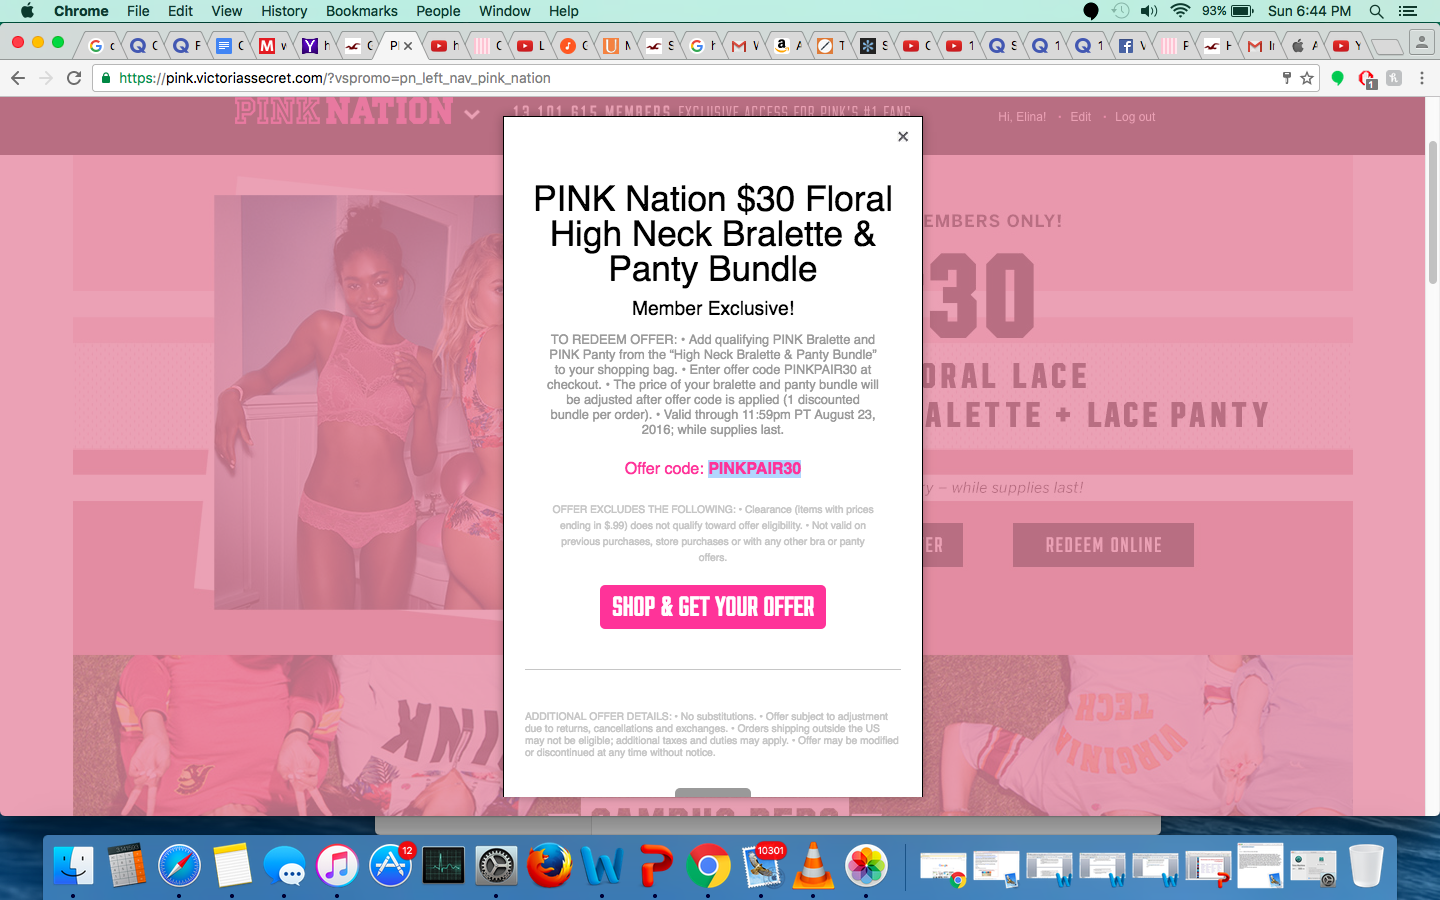 Chrome File Edit View History Bookmarks People Window Help 93% Sun 6:44 PM
https://pink.victoriassecret.com/?vspromo=pn_left_nav_pink_nation
PINK NATION 13,101,615 MEMBERS EXCLUSIVE ACCESS FOR PINK'S #1 FANS
Hi, Elina! • Edit • Log out
×
PINK Nation $30 Floral
High Neck Bralette &
Panty Bundle
Member Exclusive!
TO REDEEM OFFER: • Add qualifying PINK Bralette and
PINK Panty from the “High Neck Bralette & Panty Bundle”
to your shopping bag. • Enter offer code PINKPAIR30 at
checkout. • The price of your bralette and panty bundle will
be adjusted after offer code is applied (1 discounted
bundle per order). • Valid through 11:59pm PT August 23,
2016; while supplies last.
Offer code: PINKPAIR30
OFFER EXCLUDES THE FOLLOWING: • Clearance (items with prices
ending in $.99) does not qualify toward offer eligibility. • Not valid on
previous purchases, store purchases or with any other bra or panty
offers.
SHOP & GET YOUR OFFER
ADDITIONAL OFFER DETAILS: • No substitutions. • Offer subject to adjustment
due to returns, cancellations and exchanges. • Orders shipping outside the US
may not be eligible; additional taxes and duties may apply. • Offer may be modified
or discontinued at any time without notice.
EMBERS ONLY!
30
ORAL LACE
ALETTE + LACE PANTY
ry – while supplies last!
ER
REDEEM ONLINE
PINK
VIRGINIA
TECH
CAMPUS REPS
12
10301